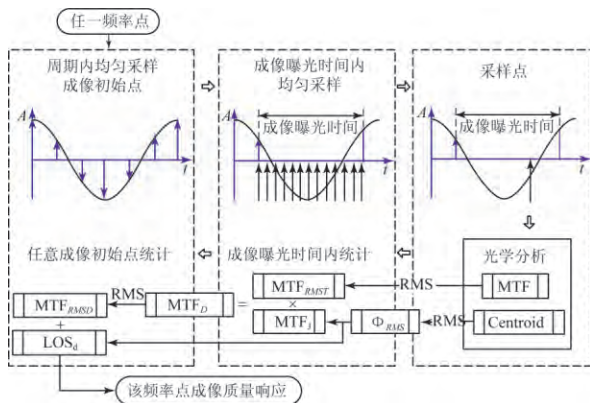 任一频率点
周期内均匀采样
成像初始点
成像曝光时间内
均匀采样
采样点
A
t
A
成像曝光时间
t
A
成像曝光时间
t
任意成像初始点统计
成像曝光时间内统计
光学分析
MTF_RMSD
RMS
MTF_D
=
MTF_RMST
RMS
MTF
+
×
LOS_d
MTF_J
Φ_RMS
RMS
Centroid
该频率点成像质量响应